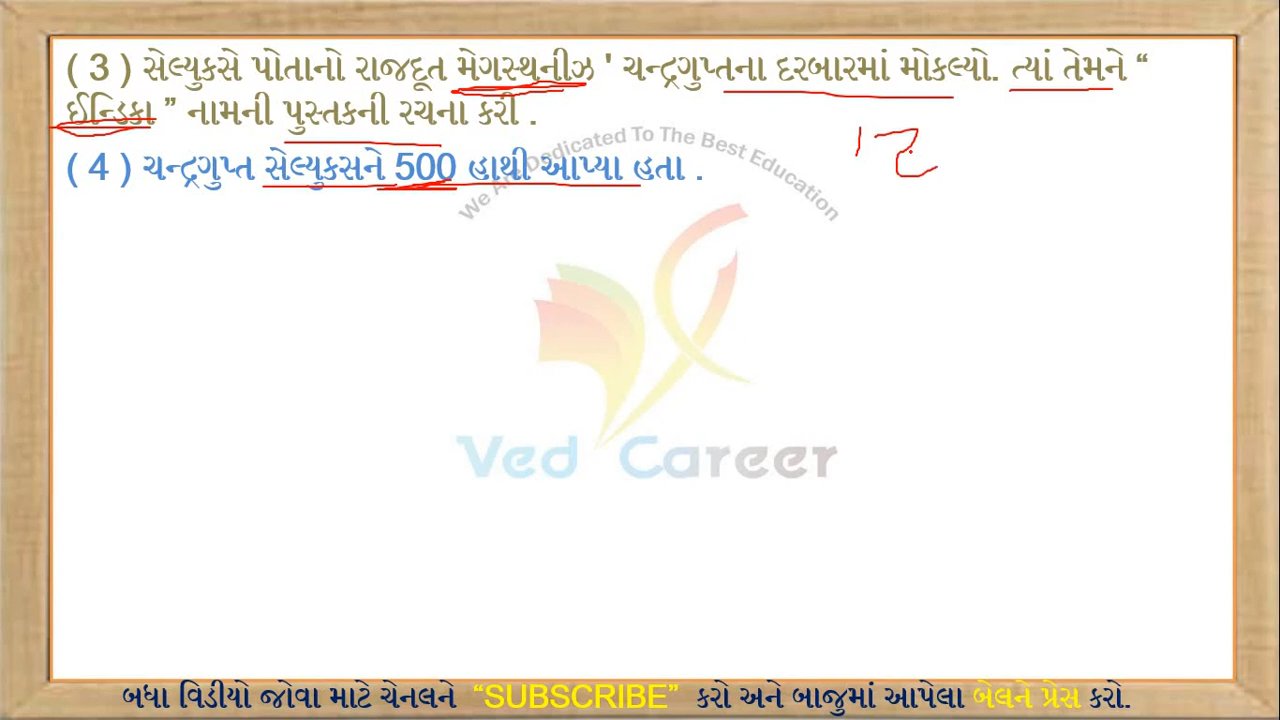 ( 3 ) સેલ્યુકસે પોતાનો રાજદૂત મેગસ્થનીઝ ' ચન્દ્રગુપ્તના દરબારમાં મોકલ્યો. ત્યાં તેમને “
ઈન્ડિકા ” નામની પુસ્તકની રચના કરી .
( 4 ) ચન્દ્રગુપ્ત સેલ્યુકસને 500 હાથી આપ્યા હતા .
We Are Dedicated To The Best Education
Ved Career
બધા વિડીયો જોવા માટે ચેનલને “SUBSCRIBE” કરો અને બાજુમાં આપેલા બેલને પ્રેસ કરો.